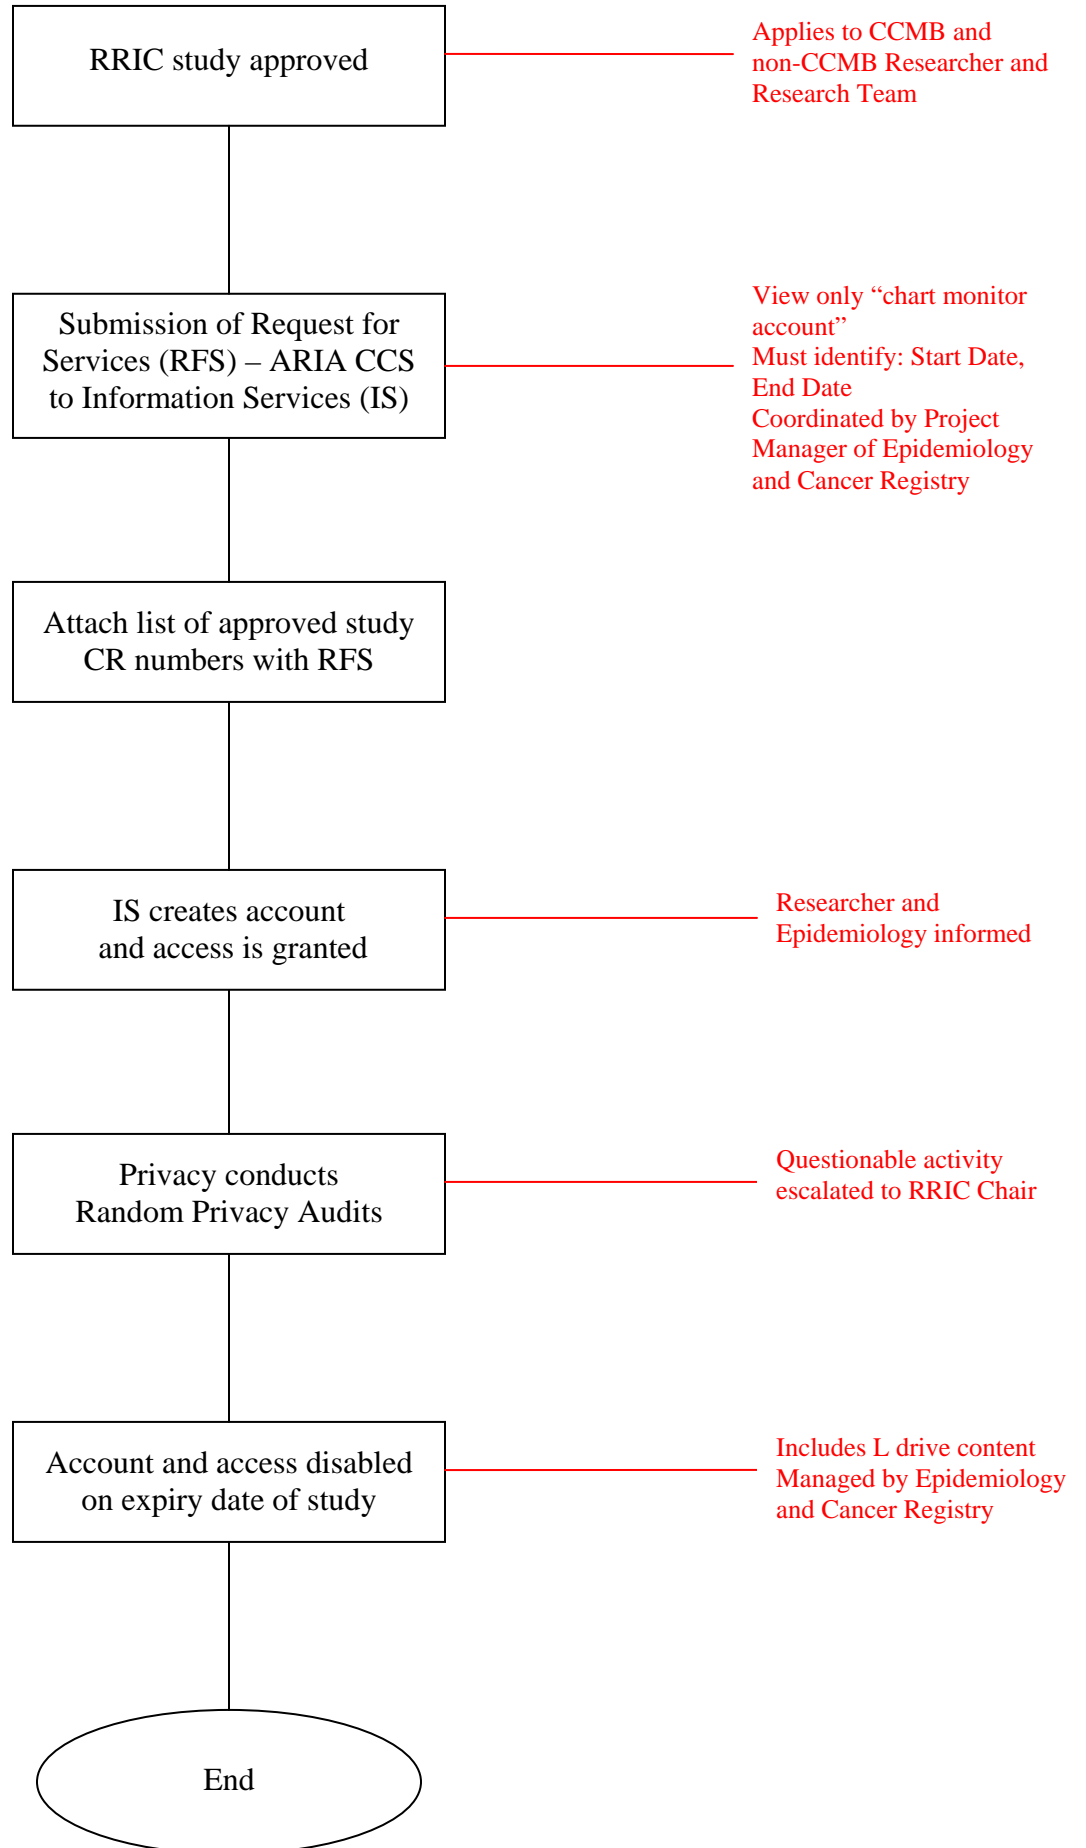 RRIC study approved
Applies to CCMB and
non-CCMB Researcher and
Research Team
Submission of Request for
Services (RFS) – ARIA CCS
to Information Services (IS)
View only “chart monitor
account”
Must identify: Start Date,
End Date
Coordinated by Project
Manager of Epidemiology
and Cancer Registry
Attach list of approved study
CR numbers with RFS
IS creates account
and access is granted
Researcher and
Epidemiology informed
Privacy conducts
Random Privacy Audits
Questionable activity
escalated to RRIC Chair
Account and access disabled
on expiry date of study
Includes L drive content
Managed by Epidemiology
and Cancer Registry
End